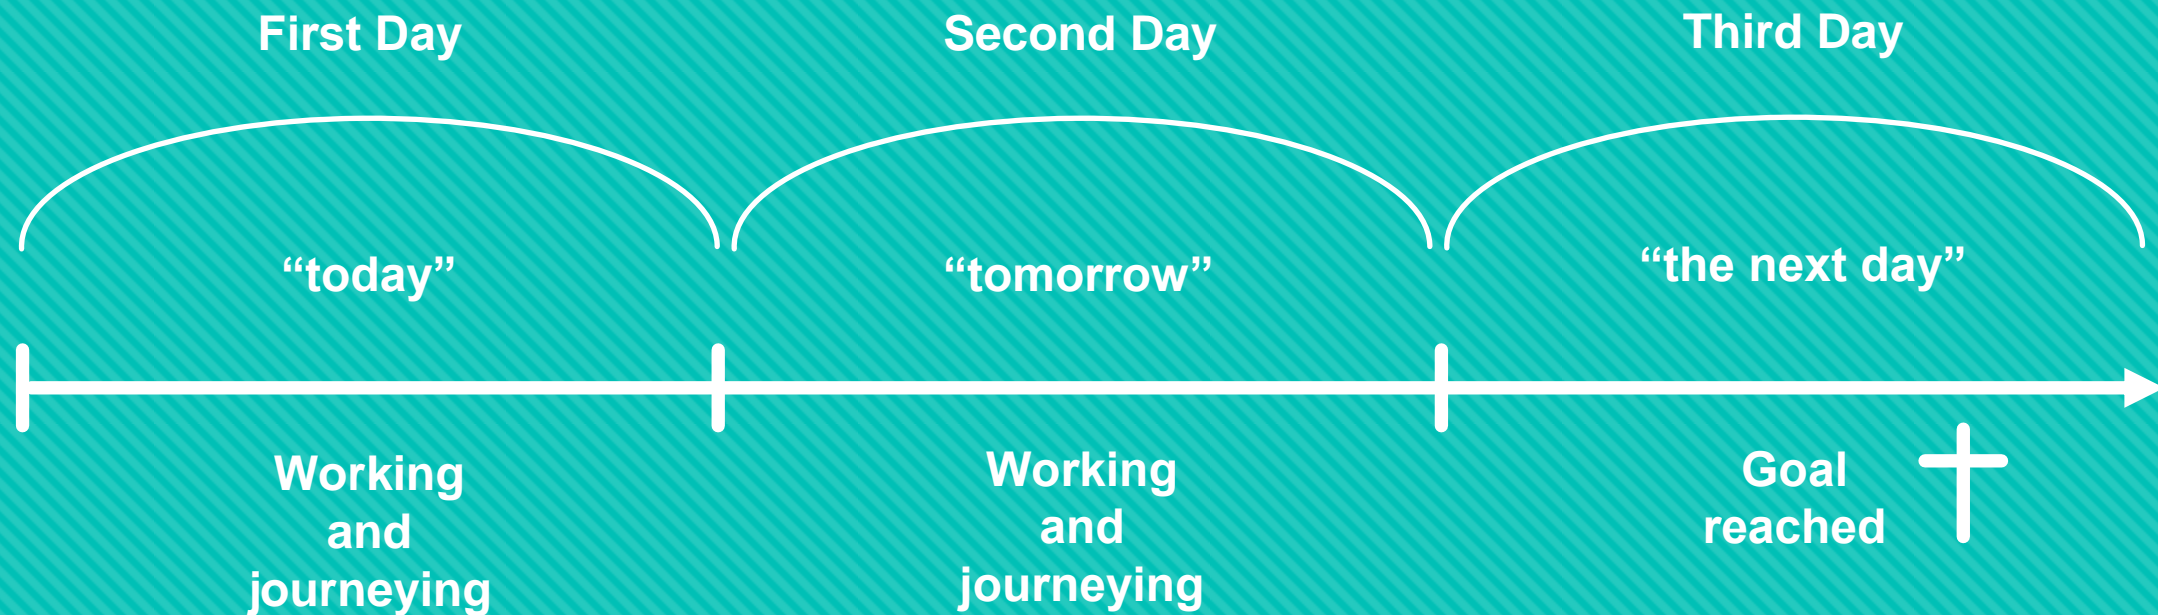 First Day
Second Day
Third Day
“today”
“tomorrow”
“the next day”
Working
and
journeying
Working
and
journeying
Goal
reached